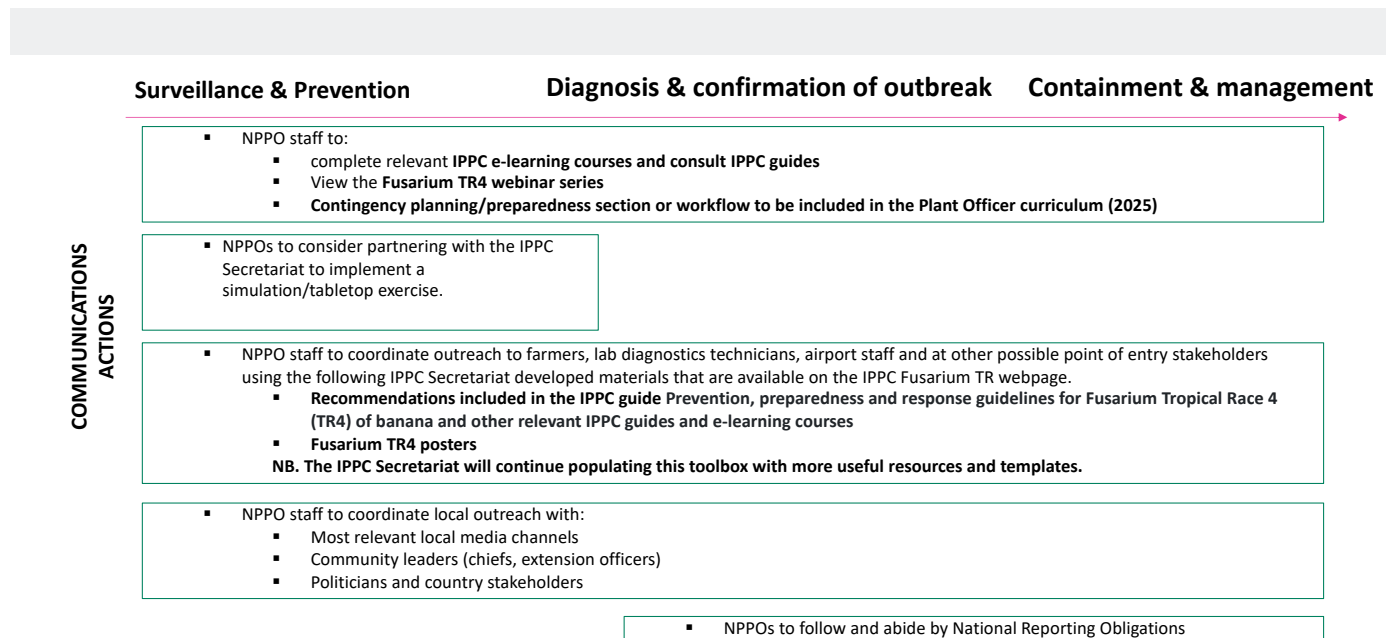 Surveillance & Prevention
Diagnosis & confirmation of outbreak
Containment & management
COMMUNICATIONS
ACTIONS
▪ NPPO staff to:
▪ complete relevant IPPC e-learning courses and consult IPPC guides
▪ View the Fusarium TR4 webinar series
▪ Contingency planning/preparedness section or workflow to be included in the Plant Officer curriculum (2025)
▪ NPPOs to consider partnering with the IPPC
Secretariat to implement a
simulation/tabletop exercise.
▪ NPPO staff to coordinate outreach to farmers, lab diagnostics technicians, airport staff and at other possible point of entry stakeholders
using the following IPPC Secretariat developed materials that are available on the IPPC Fusarium TR webpage.
▪ Recommendations included in the IPPC guide Prevention, preparedness and response guidelines for Fusarium Tropical Race 4
(TR4) of banana and other relevant IPPC guides and e-learning courses
▪ Fusarium TR4 posters
NB. The IPPC Secretariat will continue populating this toolbox with more useful resources and templates.
▪ NPPO staff to coordinate local outreach with:
▪ Most relevant local media channels
▪ Community leaders (chiefs, extension officers)
▪ Politicians and country stakeholders
▪ NPPOs to follow and abide by National Reporting Obligations